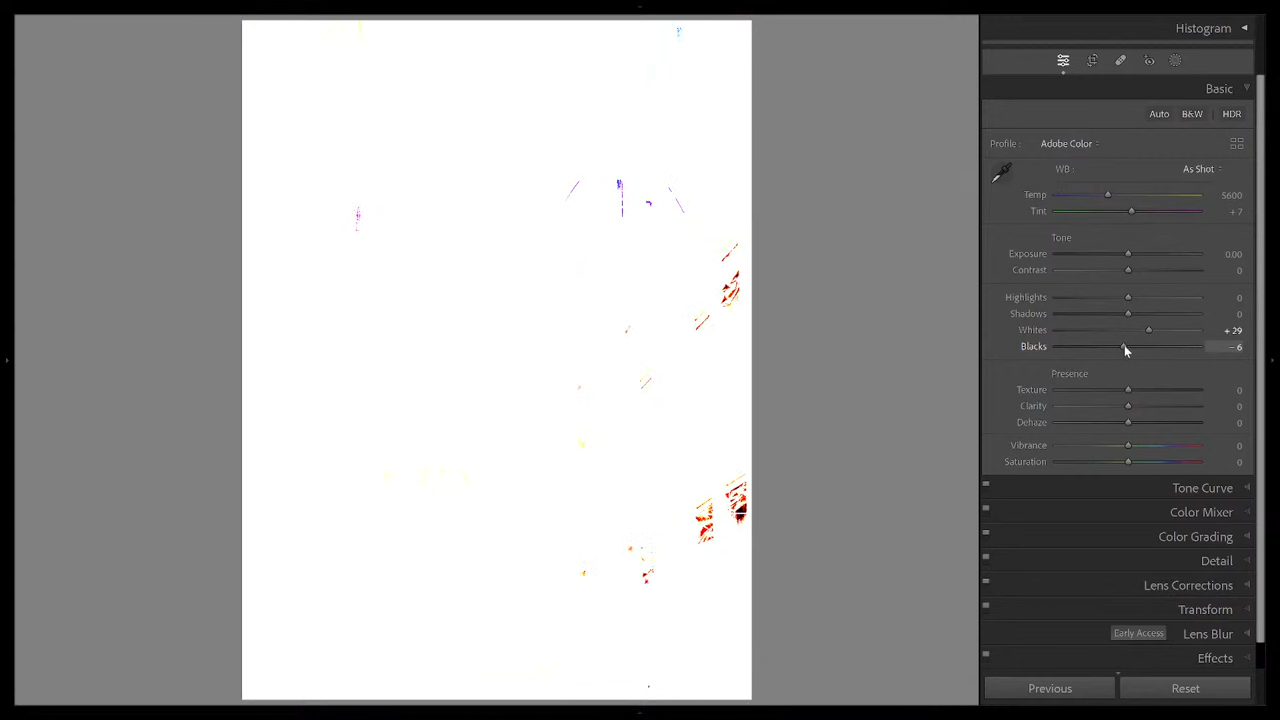 Histogram
Basic
Auto B&W HDR
Profile : Adobe Color
WB : As Shot
Temp 5600
Tint + 7
Tone
Exposure 0.00
Contrast 0
Highlights 0
Shadows 0
Whites + 29
Blacks – 6
Presence
Texture 0
Clarity 0
Dehaze 0
Vibrance 0
Saturation 0
Tone Curve
Color Mixer
Color Grading
Detail
Lens Corrections
Transform
Early Access Lens Blur
Effects
Previous Reset